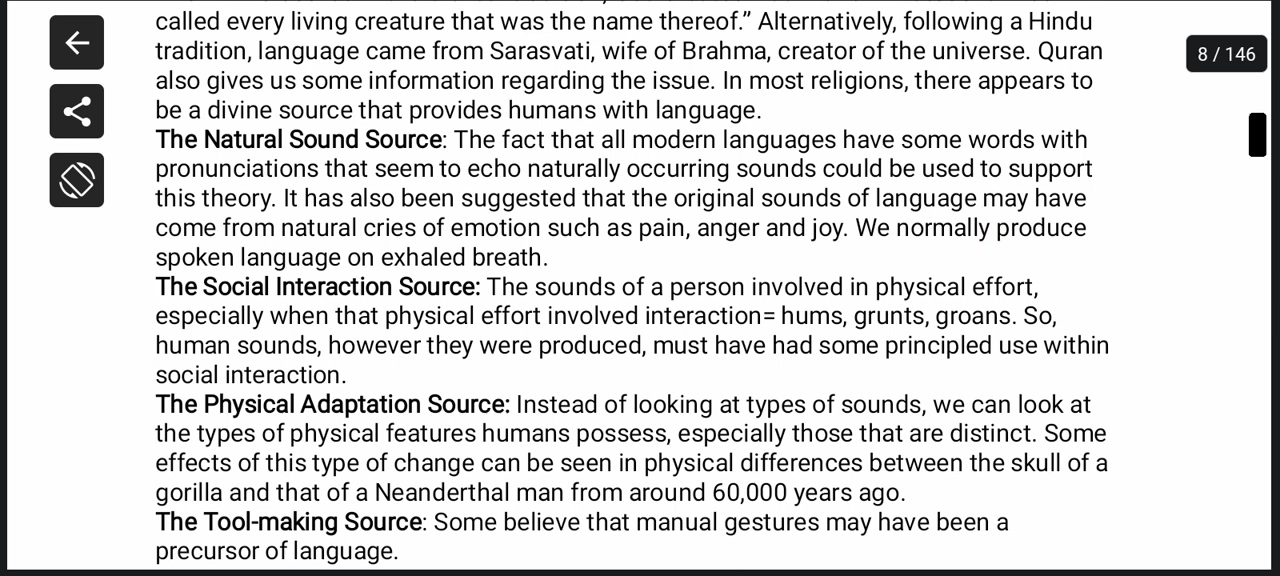 called every living creature that was the name thereof.” Alternatively, following a Hindu
8 / 146
tradition, language came from Sarasvati, wife of Brahma, creator of the universe. Quran
also gives us some information regarding the issue. In most religions, there appears to
be a divine source that provides humans with language.
The Natural Sound Source: The fact that all modern languages have some words with
pronunciations that seem to echo naturally occurring sounds could be used to support
this theory. It has also been suggested that the original sounds of language may have
come from natural cries of emotion such as pain, anger and joy. We normally produce
spoken language on exhaled breath.
The Social Interaction Source: The sounds of a person involved in physical effort,
especially when that physical effort involved interaction= hums, grunts, groans. So,
human sounds, however they were produced, must have had some principled use within
social interaction.
The Physical Adaptation Source: Instead of looking at types of sounds, we can look at
the types of physical features humans possess, especially those that are distinct. Some
effects of this type of change can be seen in physical differences between the skull of a
gorilla and that of a Neanderthal man from around 60,000 years ago.
The Tool-making Source: Some believe that manual gestures may have been a
precursor of language.